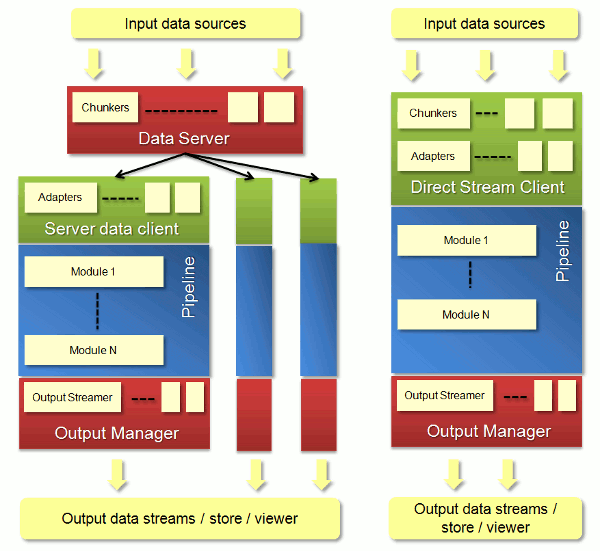 Input data sources
Chunkers
Data Server
Adapters
Server data client
Module 1
Pipeline
Module N
Output Streamer
Output Manager
Output data streams / store / viewer
Input data sources
Chunkers
Adapters
Direct Stream Client
Module 1
Pipeline
Module N
Output Streamer
Output Manager
Output data streams /
store / viewer